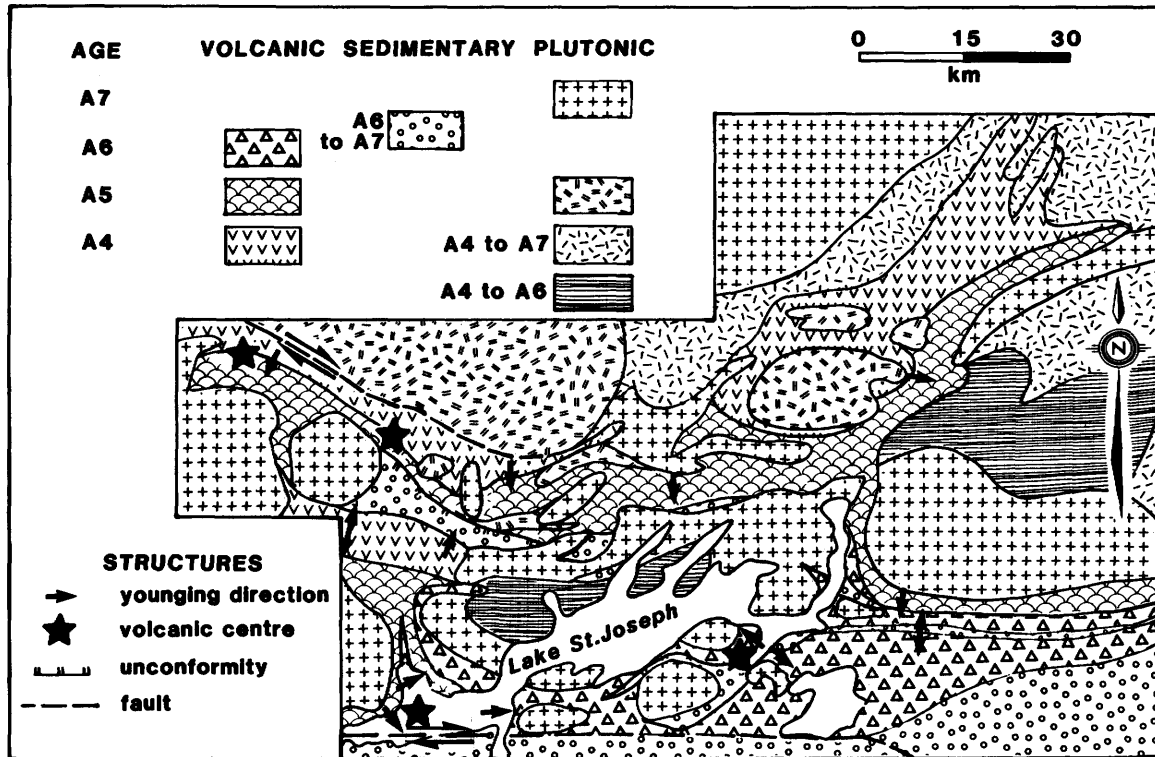 AGE VOLCANIC SEDIMENTARY PLUTONIC
0 15 30
km
A7
A6
to A7
A6
A5
A4
A4 to A7
A4 to A6
N
STRUCTURES
younging direction
volcanic centre
unconformity
fault
Lake St. Joseph